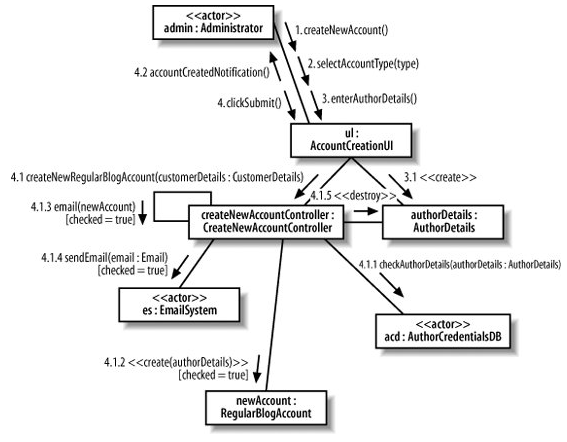 <<actor>>
admin : Administrator
1.createNewAccount()
2. selectAccountType(type)
4.2 accountCreatedNotification()
3. enterAuthorDetails()
4. clickSubmit()
ul :
AccountCreationUI
4.1 createNewRegularBlogAccount(customerDetails : CustomerDetails)
3.1 <<create>>
4.1.5 <<destroy>>
4.1.3 email(newAccount)
[checked = true]
createNewAccountController :
CreateNewAccountController
authorDetails :
AuthorDetails
4.1.4 sendEmail(email : Email)
[checked = true]
4.1.1 checkAuthorDetails(authorDetails : AuthorDetails)
<<actor>>
es : EmailSystem
<<actor>>
acd : AuthorCredentialsDB
4.1.2 <<create(authorDetails)>>
[checked = true]
newAccount :
RegularBlogAccount